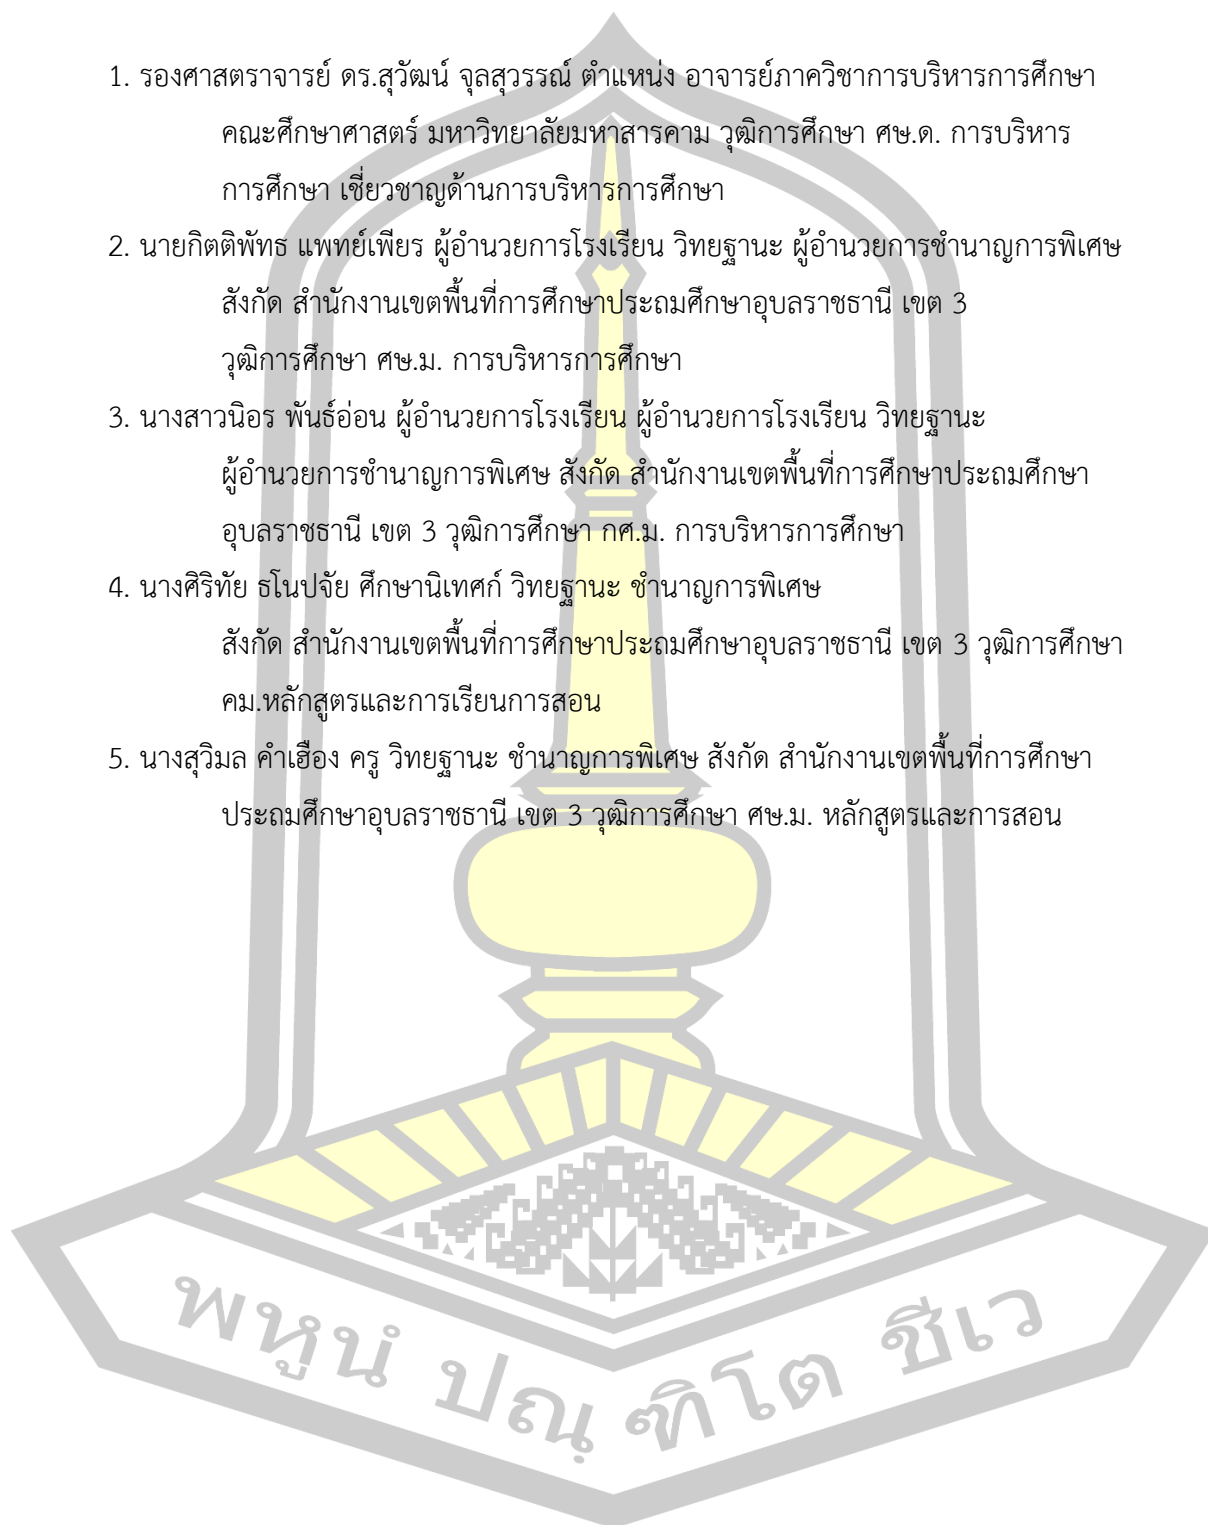 1. รองศาสตราจารย์ ดร.สุวัฒน์ จุลสุวรรณ์ ตำแหน่ง อาจารย์ภาควิชาการบริหารการศึกษา
คณะศึกษาศาสตร์ มหาวิทยาลัยมหาสารคาม วุฒิการศึกษา ศษ.ด. การบริหาร
การศึกษา เชี่ยวชาญด้านการบริหารการศึกษา
2. นายกิตติพัทธ แพทย์เพียร ผู้อำนวยการโรงเรียน วิทยฐานะ ผู้อำนวยการชำนาญการพิเศษ
สังกัด สำนักงานเขตพื้นที่การศึกษาประถมศึกษาอุบลราชธานี เขต 3
วุฒิการศึกษา ศษ.ม. การบริหารการศึกษา
3. นางสาวนิอร พันธ์อ่อน ผู้อำนวยการโรงเรียน ผู้อำนวยการโรงเรียน วิทยฐานะ
ผู้อำนวยการชำนาญการพิเศษ สังกัด สำนักงานเขตพื้นที่การศึกษาประถมศึกษา
อุบลราชธานี เขต 3 วุฒิการศึกษา กศ.ม. การบริหารการศึกษา
4. นางศิริทัย ธโนปจัย ศึกษานิเทศก์ วิทยฐานะ ชำนาญการพิเศษ
สังกัด สำนักงานเขตพื้นที่การศึกษาประถมศึกษาอุบลราชธานี เขต 3 วุฒิการศึกษา
คม.หลักสูตรและการเรียนการสอน
5. นางสุวิมล คำเฮือง ครู วิทยฐานะ ชำนาญการพิเศษ สังกัด สำนักงานเขตพื้นที่การศึกษา
ประถมศึกษาอุบลราชธานี เขต 3 วุฒิการศึกษา ศษ.ม. หลักสูตรและการสอน
พหูนํ ปณฺ ฑิโต ชีเว